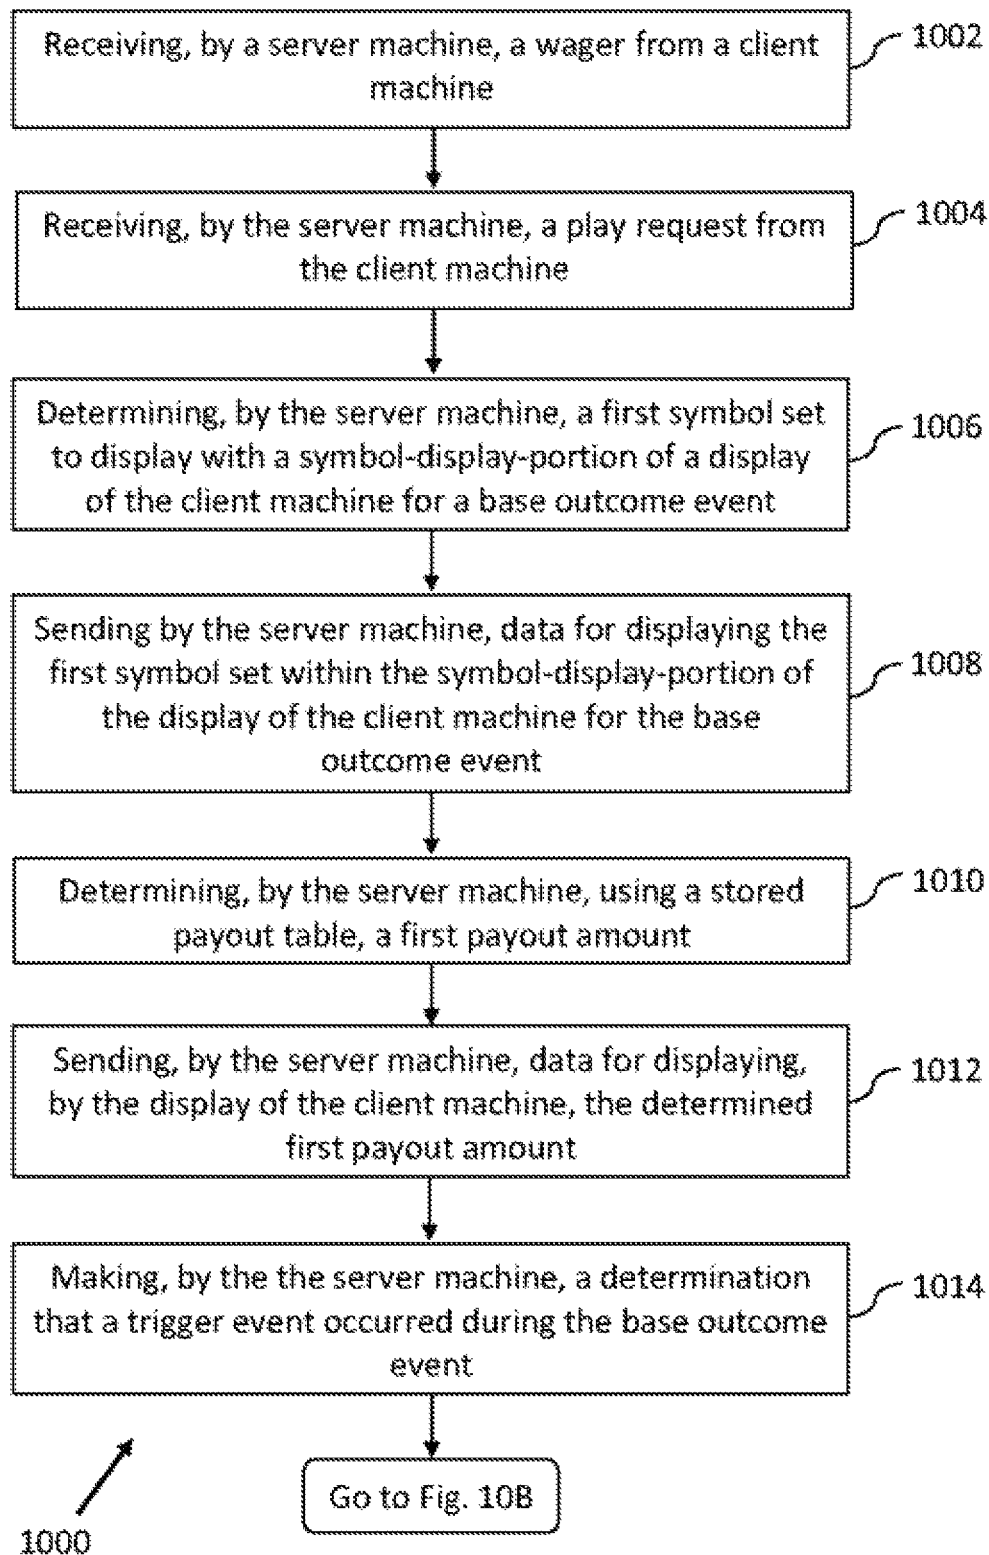 Receiving, by a server machine, a wager from a client
machine
1002
Receiving, by the server machine, a play request from
the client machine
1004
Determining, by the server machine, a first symbol set
to display with a symbol-display-portion of a display
of the client machine for a base outcome event
1006
Sending by the server machine, data for displaying the
first symbol set within the symbol-display-portion of
the display of the client machine for the base
outcome event
1008
Determining, by the server machine, using a stored
payout table, a first payout amount
1010
Sending, by the server machine, data for displaying,
by the display of the client machine, the determined
first payout amount
1012
Making, by the the server machine, a determination
that a trigger event occurred during the base outcome
event
1014
Go to Fig. 10B
1000